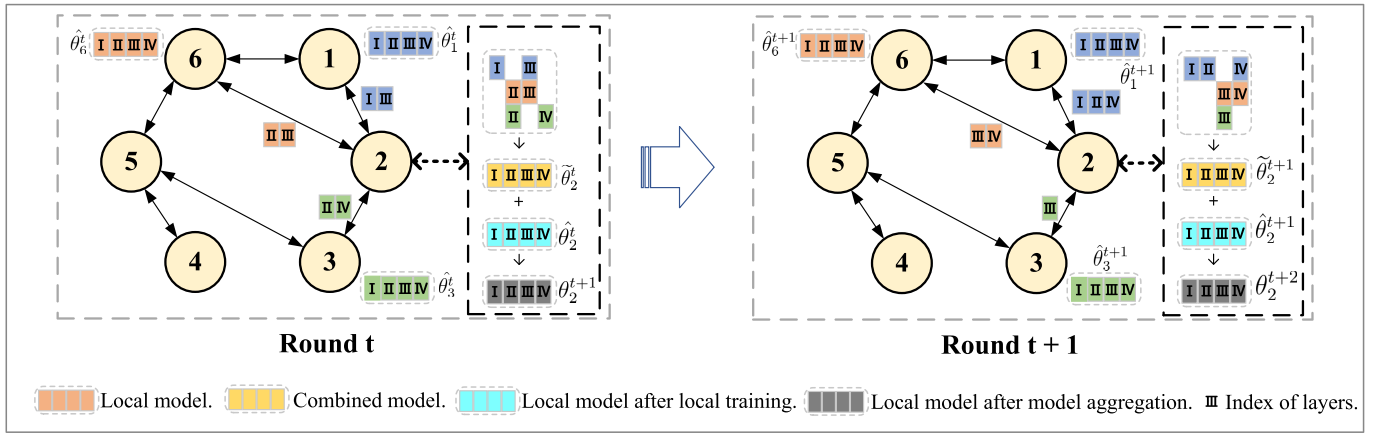 θ̂₆ᵗ I II III IV
6
1
I II III IV θ̂₁ᵗ
I III
II III
5
2
II IV
4
3
I II III IV θ̂₃ᵗ
I III
II III
II IV
↓
I II III IV θ̃₂ᵗ
+
I II III IV θ̂₂ᵗ
↓
I II III IV θ₂ᵗ⁺¹
Round t
θ̂₆ᵗ⁺¹ I II III IV
6
1
I II III IV
θ̂₁ᵗ⁺¹
I II IV
III IV
5
2
III
4
3
θ̂₃ᵗ⁺¹
I II III IV
I II IV
III IV
III
↓
I II III IV θ̃₂ᵗ⁺¹
+
I II III IV θ̂₂ᵗ⁺¹
↓
I II III IV θ₂ᵗ⁺²
Round t + 1
Local model.
Combined model.
Local model after local training.
Local model after model aggregation.
III Index of layers.